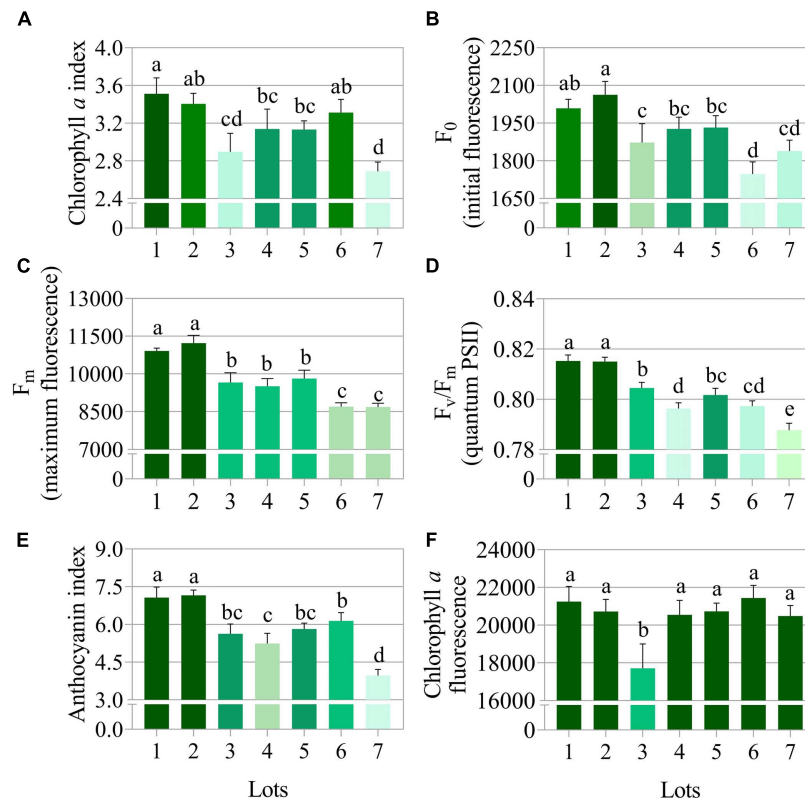 A
Chlorophyll a index
4.0
3.6
3.2
2.8
2.4
0
a
ab
cd
bc
bc
ab
d
1 2 3 4 5 6 7
B
F0
(initial fluorescence)
2250
2100
1950
1800
1650
0
ab
a
c
bc
bc
d
cd
1 2 3 4 5 6 7
C
Fm
(maximum fluorescence)
13000
11500
10000
8500
7000
0
a
a
b
b
b
c
c
1 2 3 4 5 6 7
D
Fv/Fm
(quantum PSII)
0.84
0.82
0.80
0.78
0
a
a
b
d
bc
cd
e
1 2 3 4 5 6 7
E
Anthocyanin index
9.0
7.5
6.0
4.5
3.0
0.0
a
a
bc
c
bc
b
d
1 2 3 4 5 6 7
Lots
F
Chlorophyll a
fluorescence
24000
22000
20000
18000
16000
0
a
a
b
a
a
a
a
1 2 3 4 5 6 7
Lots